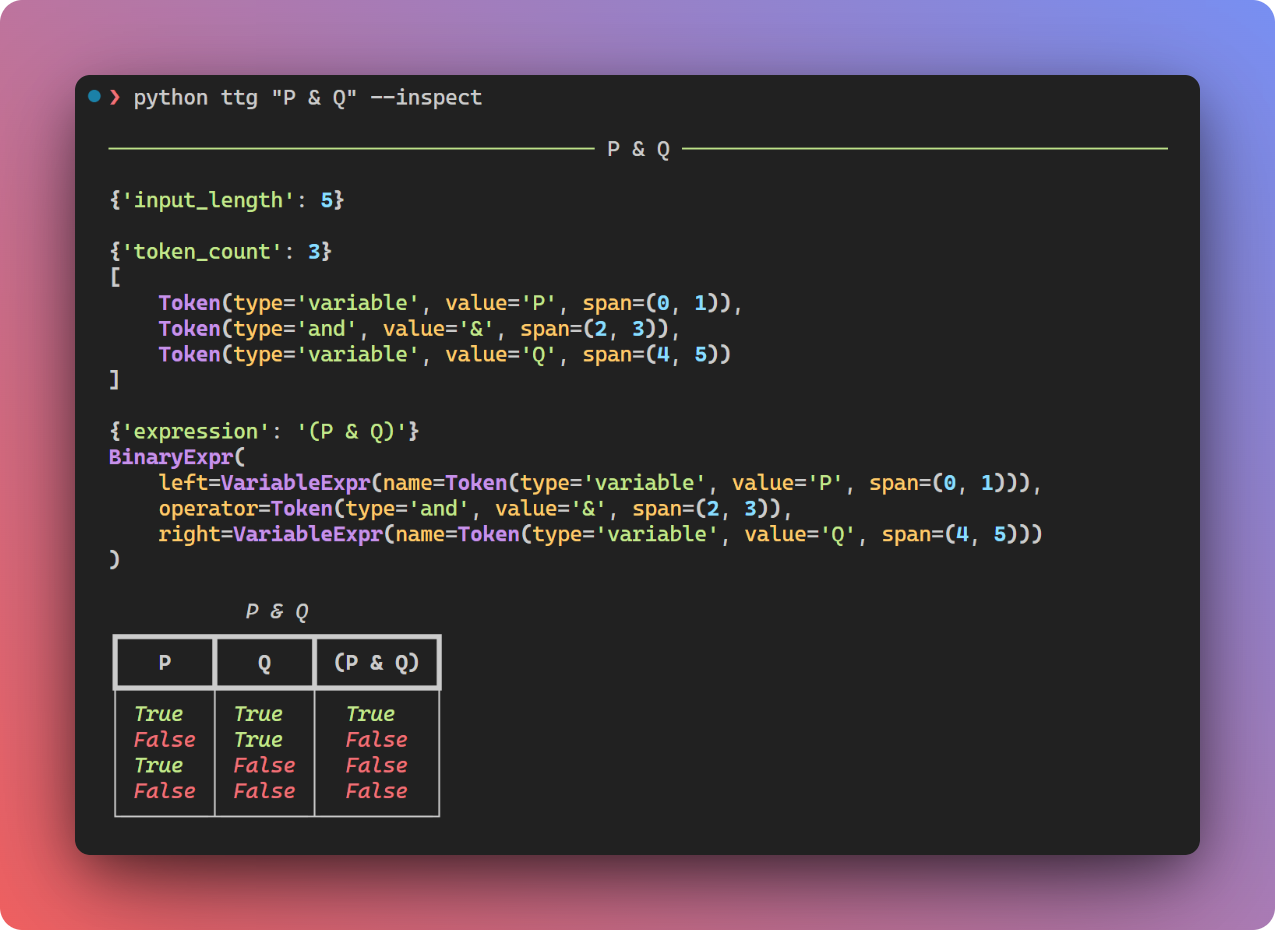 ❯ python ttg "P & Q" --inspect
P & Q
{'input_length': 5}
{'token_count': 3}
[
    Token(type='variable', value='P', span=(0, 1)),
    Token(type='and', value='&', span=(2, 3)),
    Token(type='variable', value='Q', span=(4, 5))
]
{'expression': '(P & Q)'}
BinaryExpr(
    left=VariableExpr(name=Token(type='variable', value='P', span=(0, 1))),
    operator=Token(type='and', value='&', span=(2, 3)),
    right=VariableExpr(name=Token(type='variable', value='Q', span=(4, 5)))
)
P & Q
P Q (P & Q)
True True True
False True False
True False False
False False False